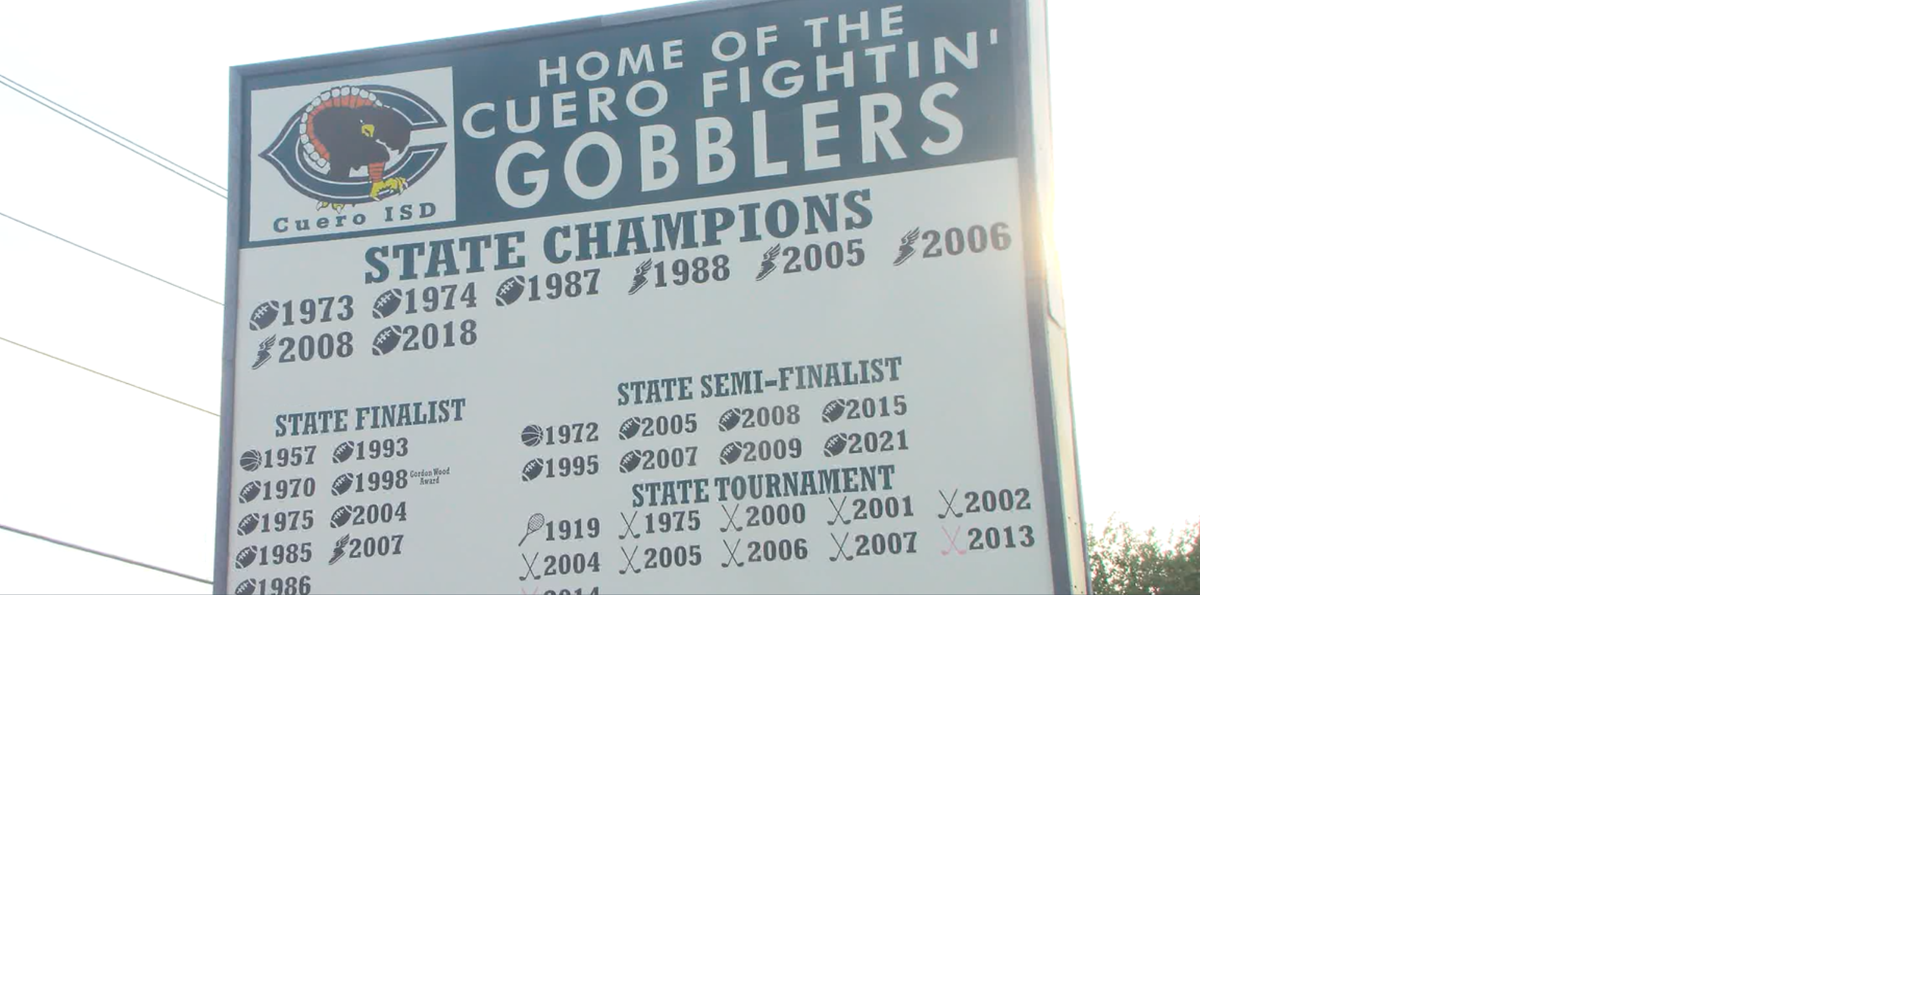 HOME OF THE
CUERO FIGHTIN'
GOBBLERS
Cuero ISD
STATE CHAMPIONS
1973 1974 1987 1988 2005 2006
2008 2018
STATE FINALIST
1957 1993
1970 1998 Gordon Wood Award
1975 2004
1985 2007
1986
STATE SEMI-FINALIST
1972 2005 2008 2015
1995 2007 2009 2021
STATE TOURNAMENT
1919 1975 2000 2001 2002
2004 2005 2006 2007 2013
2014